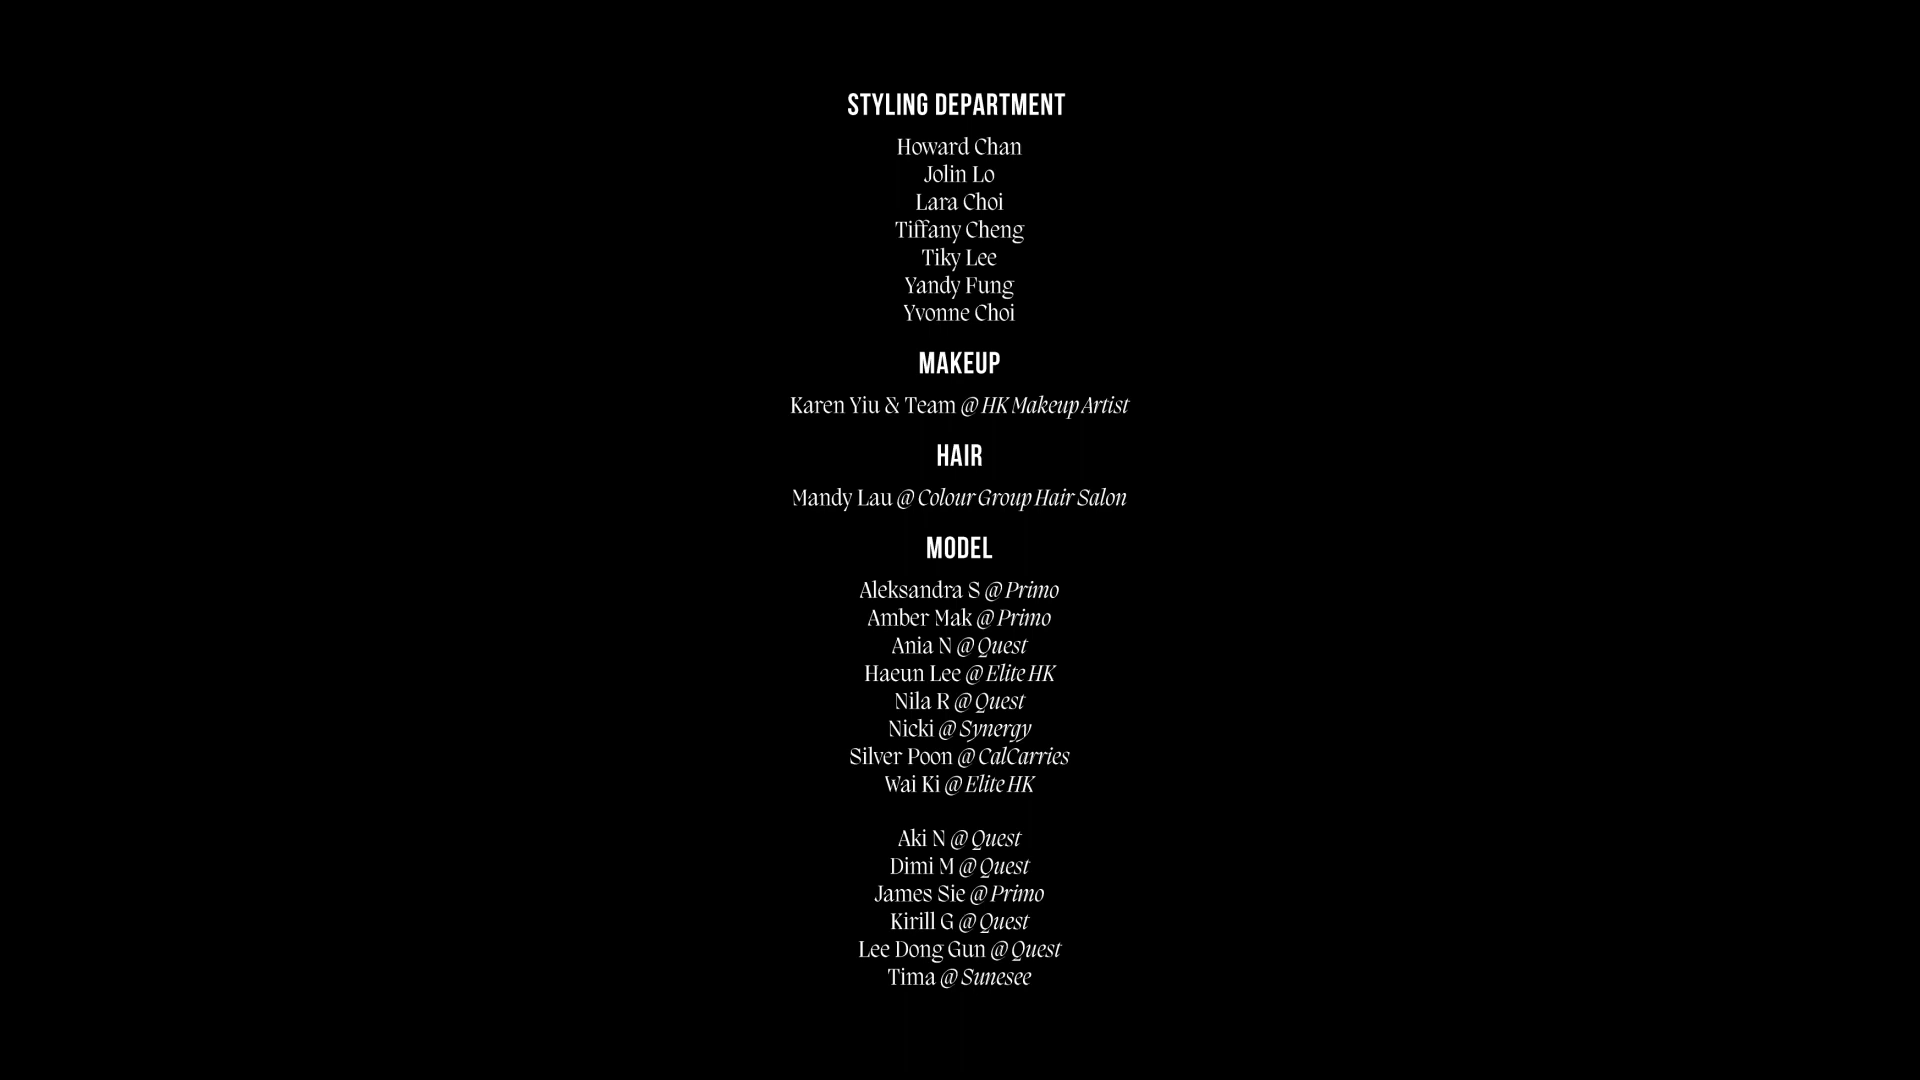 STYLING DEPARTMENT
Howard Chan
Jolin Lo
Lara Choi
Tiffany Cheng
Tiky Lee
Yandy Fung
Yvonne Choi
MAKEUP
Karen Yiu & Team @ HK Makeup Artist
HAIR
Mandy Lau @ Colour Group Hair Salon
MODEL
Aleksandra S @ Primo
Amber Mak @ Primo
Ania N @ Quest
Haeun Lee @ Elite HK
Nila R @ Quest
Nicki @ Synergy
Silver Poon @ CalCarries
Wai Ki @ Elite HK
Aki N @ Quest
Dimi M @ Quest
James Sie @ Primo
Kirill G @ Quest
Lee Dong Gun @ Quest
Tima @ Sunesee